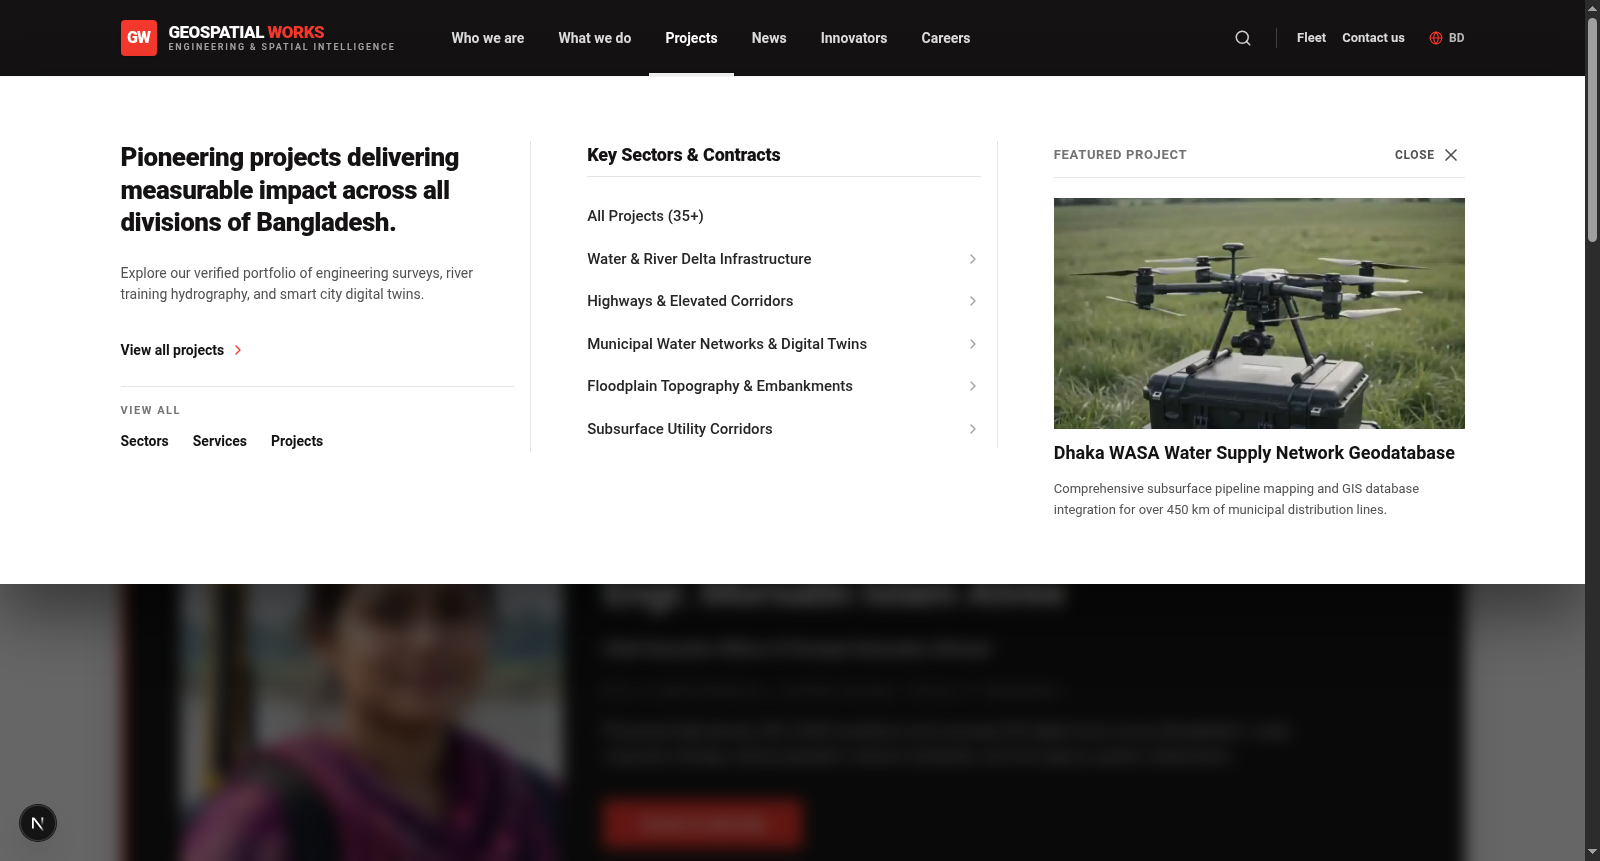 GW
GEOSPATIAL WORKS
ENGINEERING & SPATIAL INTELLIGENCE
Who we are
What we do
Projects
News
Innovators
Careers
Fleet
Contact us
BD
Pioneering projects delivering
measurable impact across all
divisions of Bangladesh.
Explore our verified portfolio of engineering surveys, river
training hydrography, and smart city digital twins.
View all projects
VIEW ALL
Sectors
Services
Projects
Key Sectors & Contracts
All Projects (35+)
Water & River Delta Infrastructure
Highways & Elevated Corridors
Municipal Water Networks & Digital Twins
Floodplain Topography & Embankments
Subsurface Utility Corridors
FEATURED PROJECT
CLOSE
Dhaka WASA Water Supply Network Geodatabase
Comprehensive subsurface pipeline mapping and GIS database
integration for over 450 km of municipal distribution lines.
N